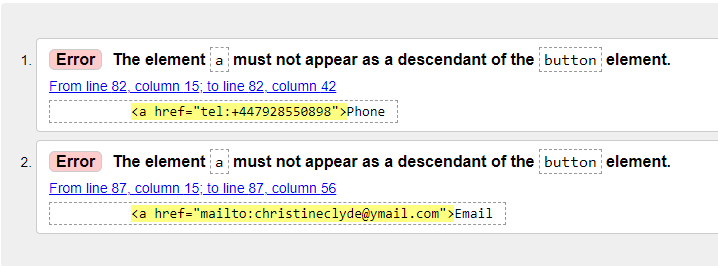 1. Error The element a must not appear as a descendant of the button element.
From line 82, column 15; to line 82, column 42
<a href="tel:+447928550898">Phone
2. Error The element a must not appear as a descendant of the button element.
From line 87, column 15; to line 87, column 56
<a href="mailto:christineclyde@ymail.com">Email